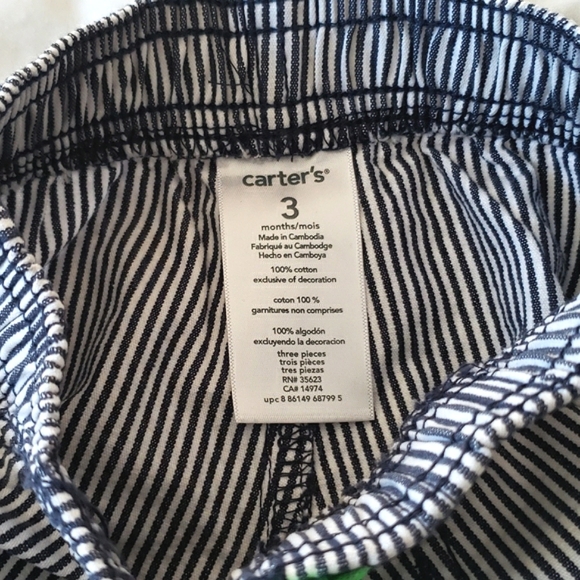 carter's®
3
months/mois
Made in Cambodia
Fabriqué au Cambodge
Hecho en Camboya
100% cotton
exclusive of decoration
coton 100 %
garnitures non comprises
100% algodón
excluyendo la decoracion
three pieces
trois pièces
tres piezas
RN# 35623
CA# 14974
upc 8 86149 68799 5